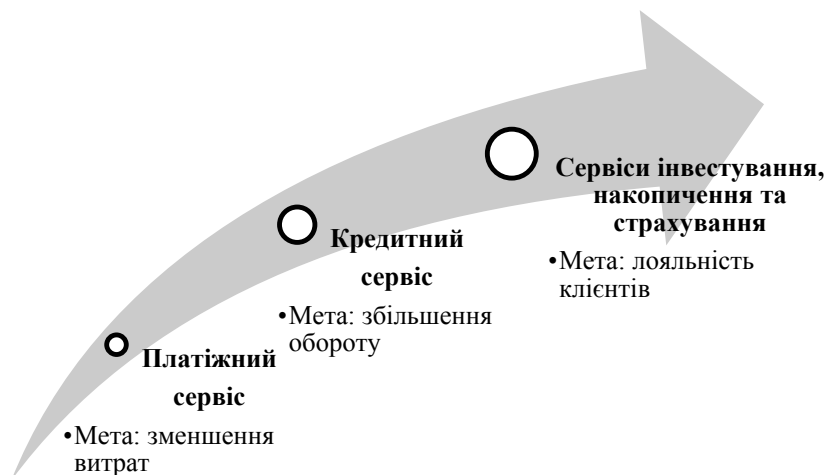 Платіжний
сервіс
•Мета: зменшення
витрат
Кредитний
сервіс
•Мета: збільшення
обороту
Сервіси інвестування,
накопичення та
страхування
•Мета: лояльність
клієнтів